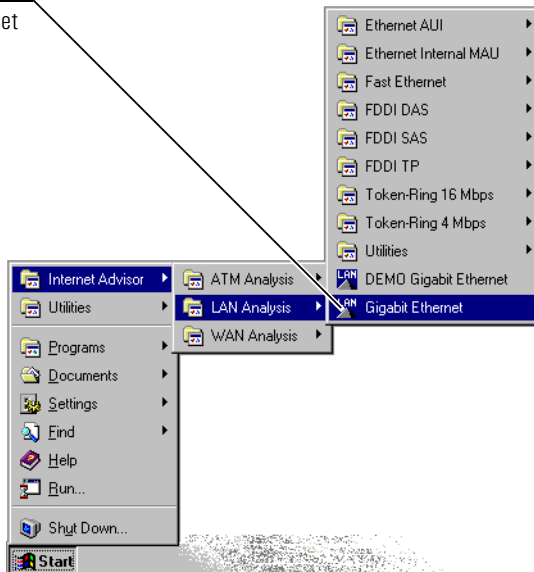 et
Ethernet AUI
Ethernet Internal MAU
Fast Ethernet
FDDI DAS
FDDI SAS
FDDI TP
Token-Ring 16 Mbps
Token-Ring 4 Mbps
Utilities
LAN DEMO Gigabit Ethernet
LAN Gigabit Ethernet
Internet Advisor
Utilities
Programs
Documents
Settings
Find
Help
Run...
Shut Down...
Start
ATM Analysis
LAN Analysis
WAN Analysis